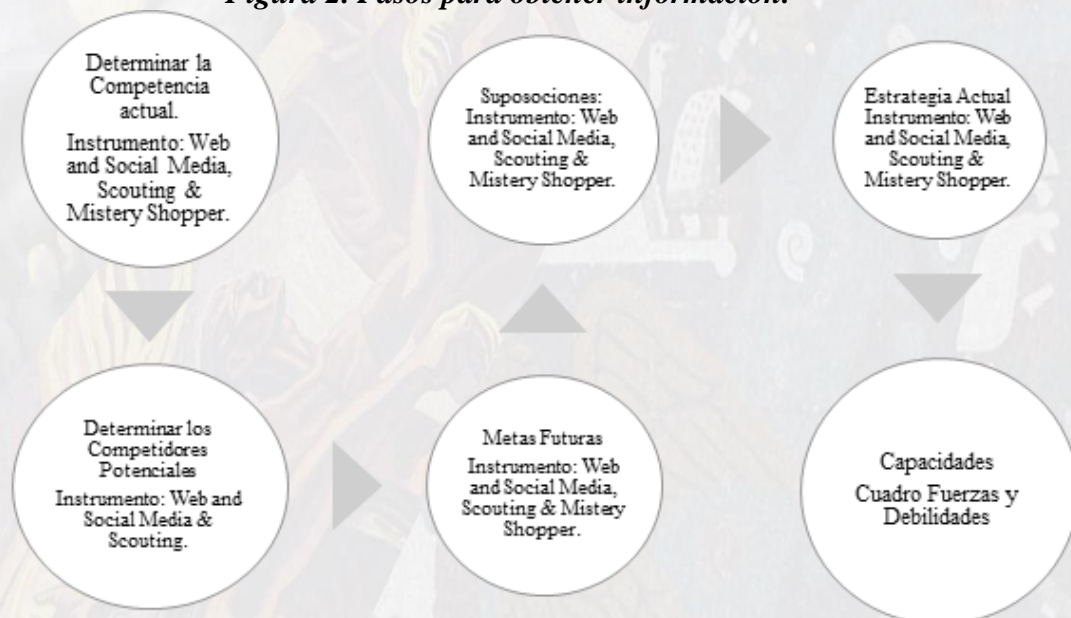 Figura 2. Pasos para obtener información.
Determinar la
Competencia
actual.
Instrumento: Web
and Social Media,
Scouting &
Mistery Shopper.
Determinar los
Competidores
Potenciales
Instrumento: Web and
Social Media &
Scouting.
Metas Futuras
Instrumento: Web
and Social Media,
Scouting & Mistery
Shopper.
Suposociones:
Instrumento: Web
and Social Media,
Scouting &
Mistery Shopper.
Estrategia Actual
Instrumento: Web
and Social Media,
Scouting &
Mistery Shopper.
Capacidades
Cuadro Fuerzas y
Debilidades